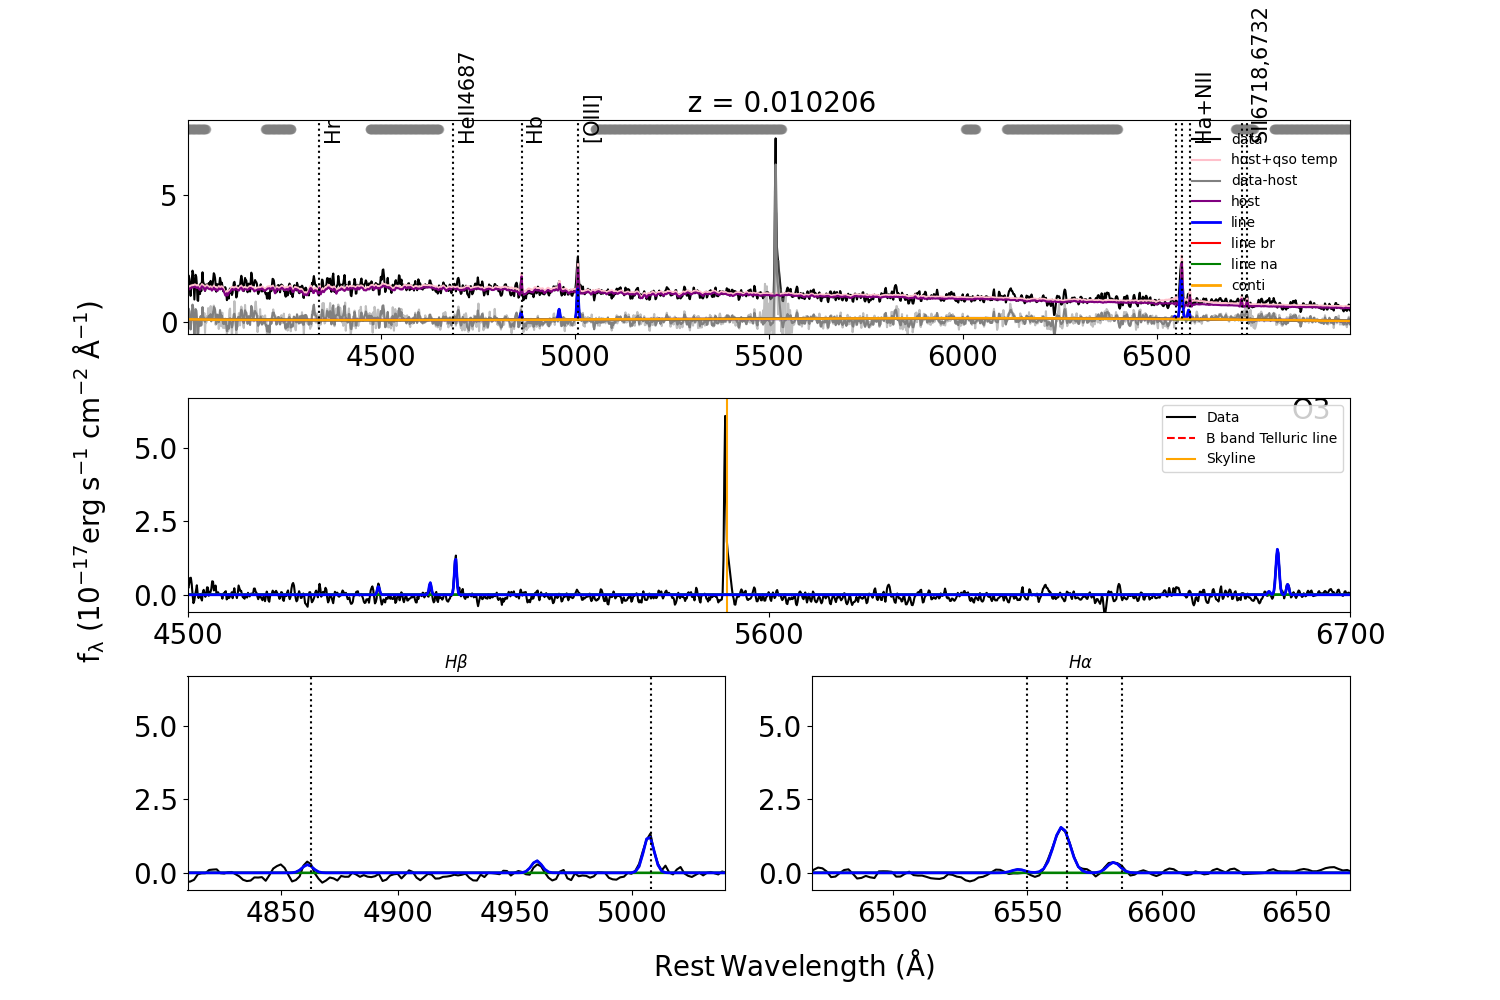 z = 0.010206
Hr
HeII4687
Hb
[OIII]
Ha+NII
SII6718,6732
data
host+qso temp
data-host
host
line
line br
line na
conti
5
0
4500
5000
5500
6000
6500
fλ (10⁻¹⁷erg s⁻¹ cm⁻² Å⁻¹)
O3
Data
B band Telluric line
Skyline
5.0
2.5
0.0
4500
5600
6700
Hβ
5.0
2.5
0.0
4850
4900
4950
5000
Hα
5.0
2.5
0.0
6500
6550
6600
6650
Rest Wavelength (Å)